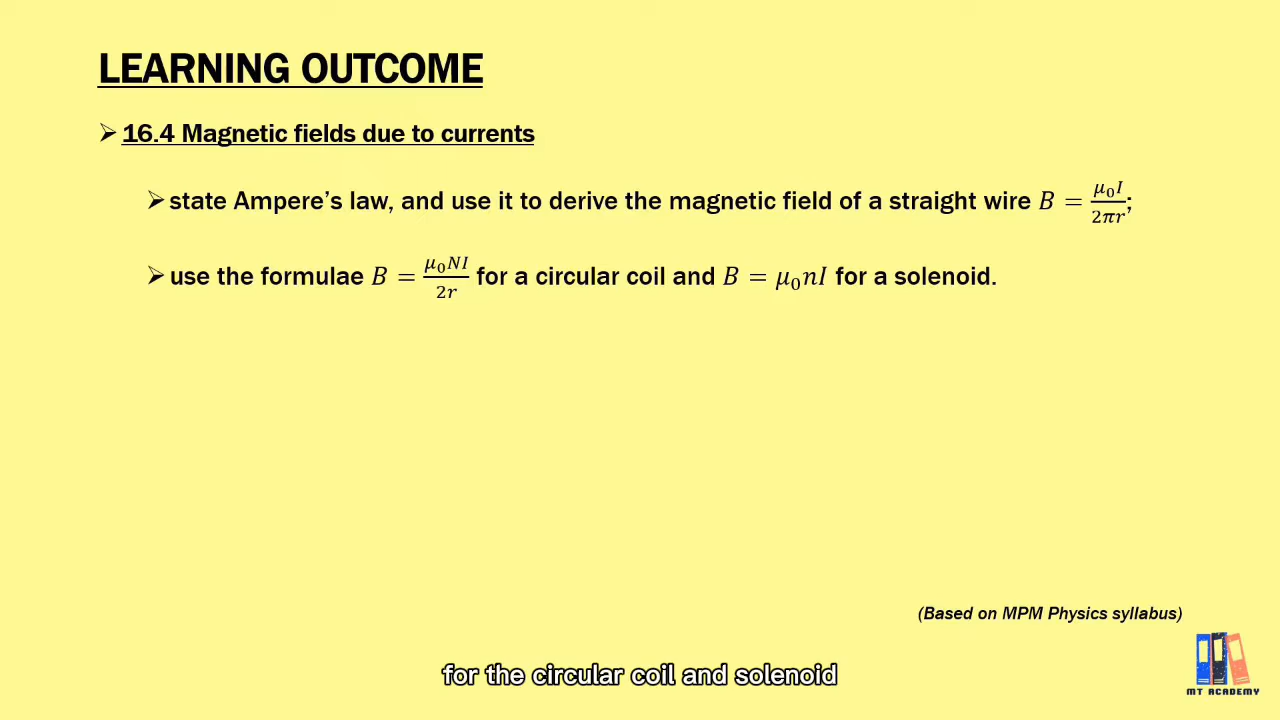 LEARNING OUTCOME
➢ 16.4 Magnetic fields due to currents
➢ state Ampere's law, and use it to derive the magnetic field of a straight wire B = μ₀I/2πr;
➢ use the formulae B = μ₀NI/2r for a circular coil and B = μ₀nI for a solenoid.
(Based on MPM Physics syllabus)
MT ACADEMY
for the circular coil and solenoid